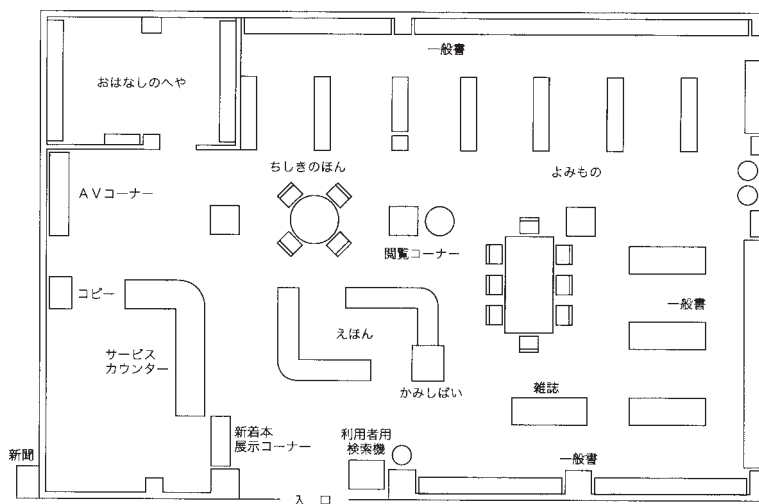 一般書
おはなしのへや
ちしきのほん
よみもの
AVコーナー
閲覧コーナー
コピー
一般書
えほん
サービス
カウンター
かみしばい
雑誌
新着本
展示コーナー
利用者用
検索機
新聞
一般書
入口